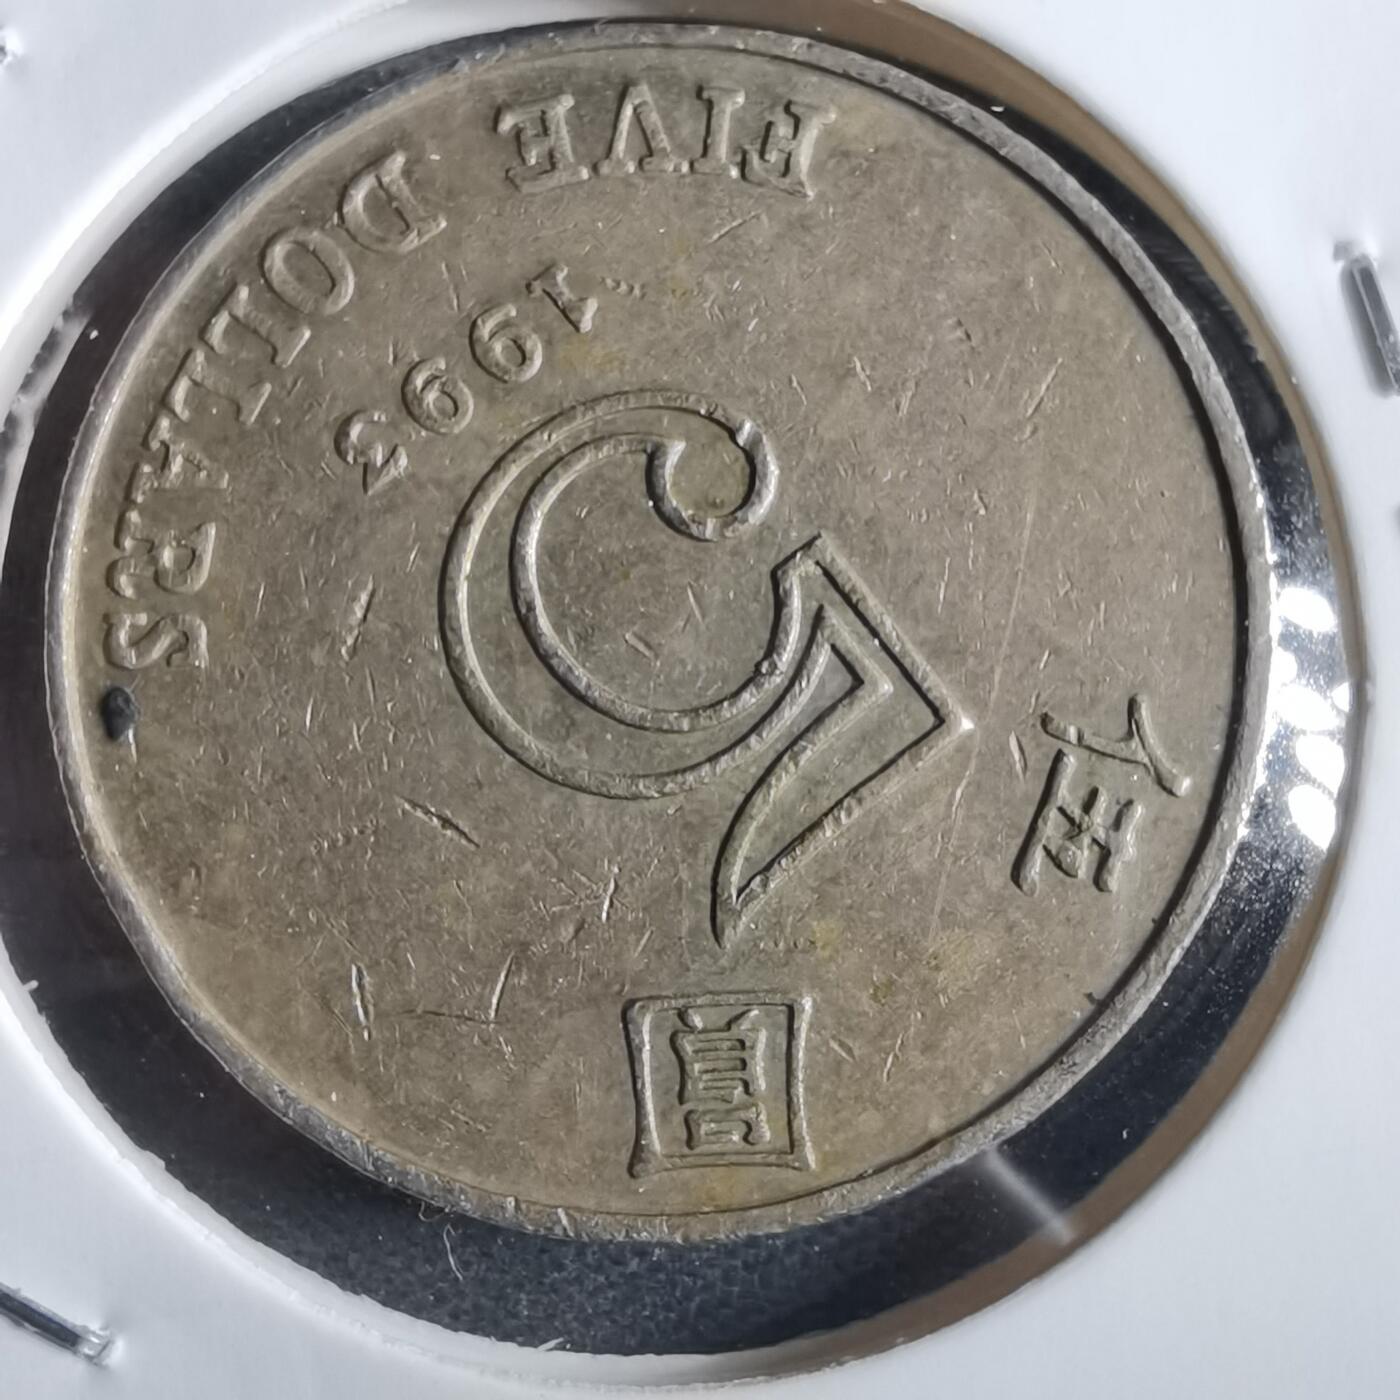 伍 圓
5
1993
FIVE DOLLARS